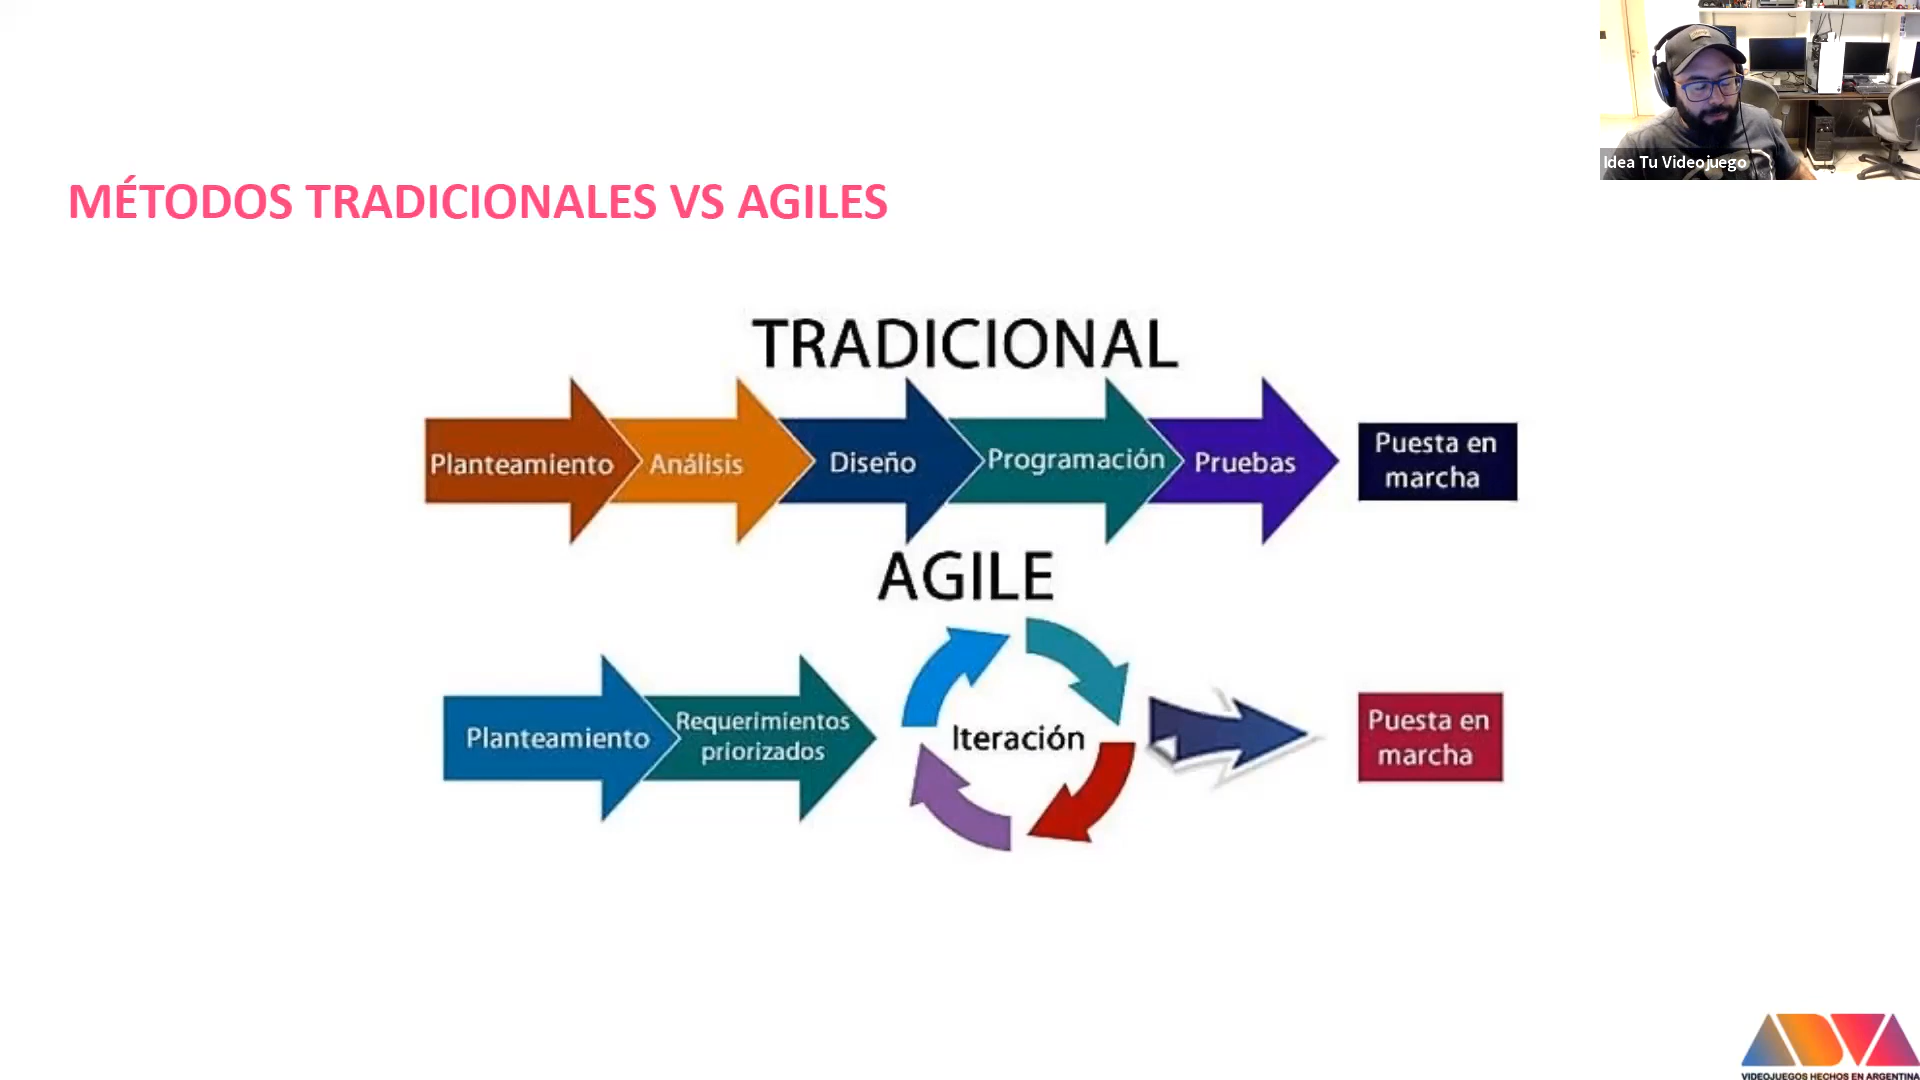 Idea Tu Videojuego
MÉTODOS TRADICIONALES VS AGILES
TRADICIONAL
Planteamiento
Análisis
Diseño
Programación
Pruebas
Puesta en
marcha
AGILE
Planteamiento
Requerimientos
priorizados
Iteración
Puesta en
marcha
ADVA
VIDEOJUEGOS HECHOS EN ARGENTINA